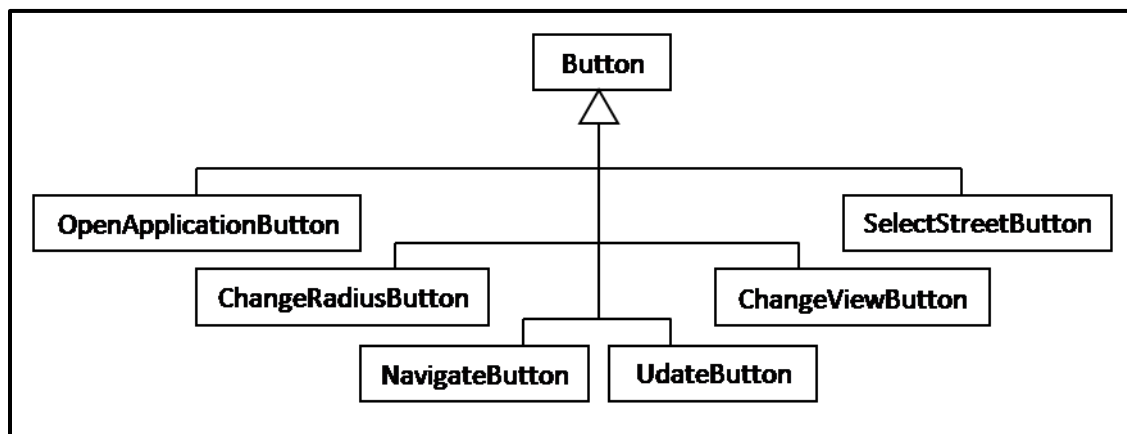 Button
OpenApplicationButton
SelectStreetButton
ChangeRadiusButton
ChangeViewButton
NavigateButton
UdateButton